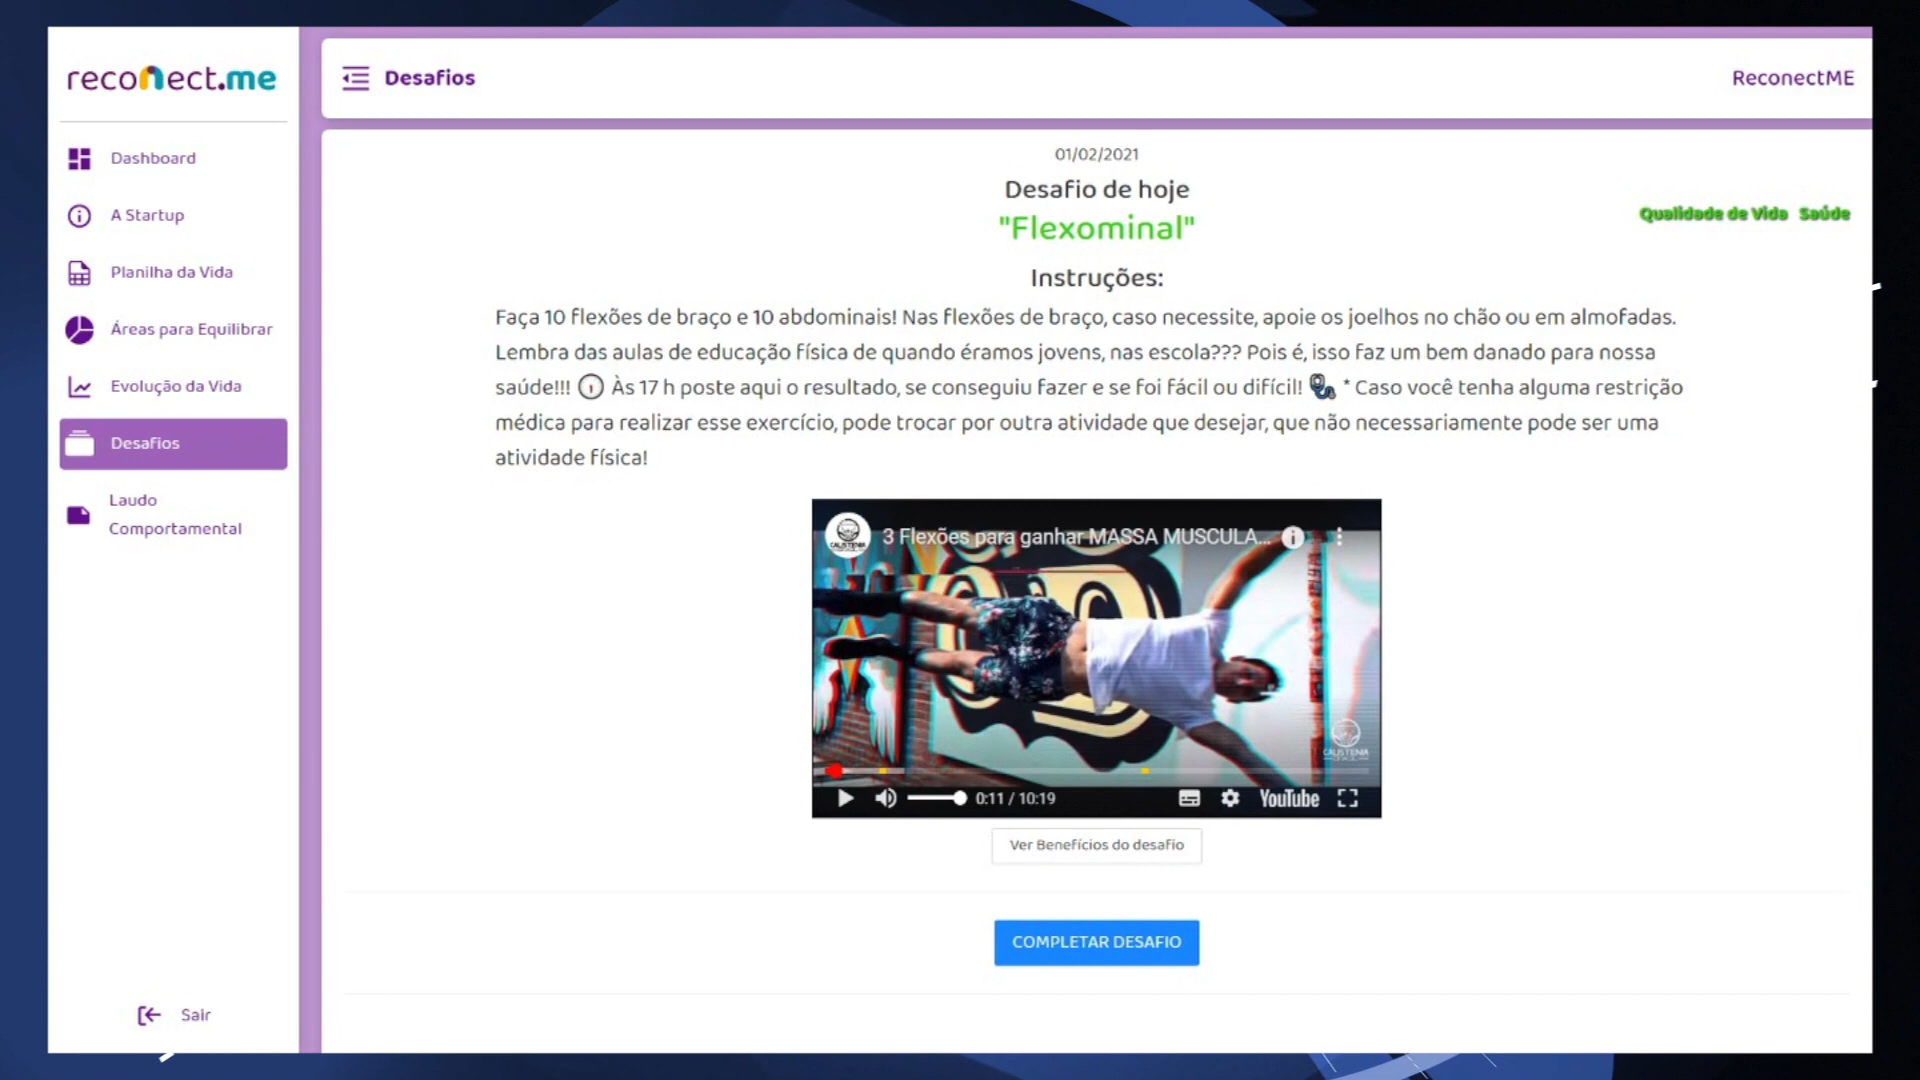 reconect.me
Dashboard
A Startup
Planilha da Vida
Áreas para Equilibrar
Evolução da Vida
Desafios
Laudo
Comportamental
Sair
Desafios
ReconectME
01/02/2021
Desafio de hoje
"Flexominal"
Qualidade de Vida Saúde
Instruções:
Faça 10 flexões de braço e 10 abdominais! Nas flexões de braço, caso necessite, apoie os joelhos no chão ou em almofadas.
Lembra das aulas de educação física de quando éramos jovens, nas escola??? Pois é, isso faz um bem danado para nossa
saúde!!! Às 17 h poste aqui o resultado, se conseguiu fazer e se foi fácil ou difícil! * Caso você tenha alguma restrição
médica para realizar esse exercício, pode trocar por outra atividade que desejar, que não necessariamente pode ser uma
atividade física!
3 Flexões para ganhar MASSA MUSCULA...
CALISTENIA
0:11 / 10:19
YouTube
Ver Benefícios do desafio
COMPLETAR DESAFIO